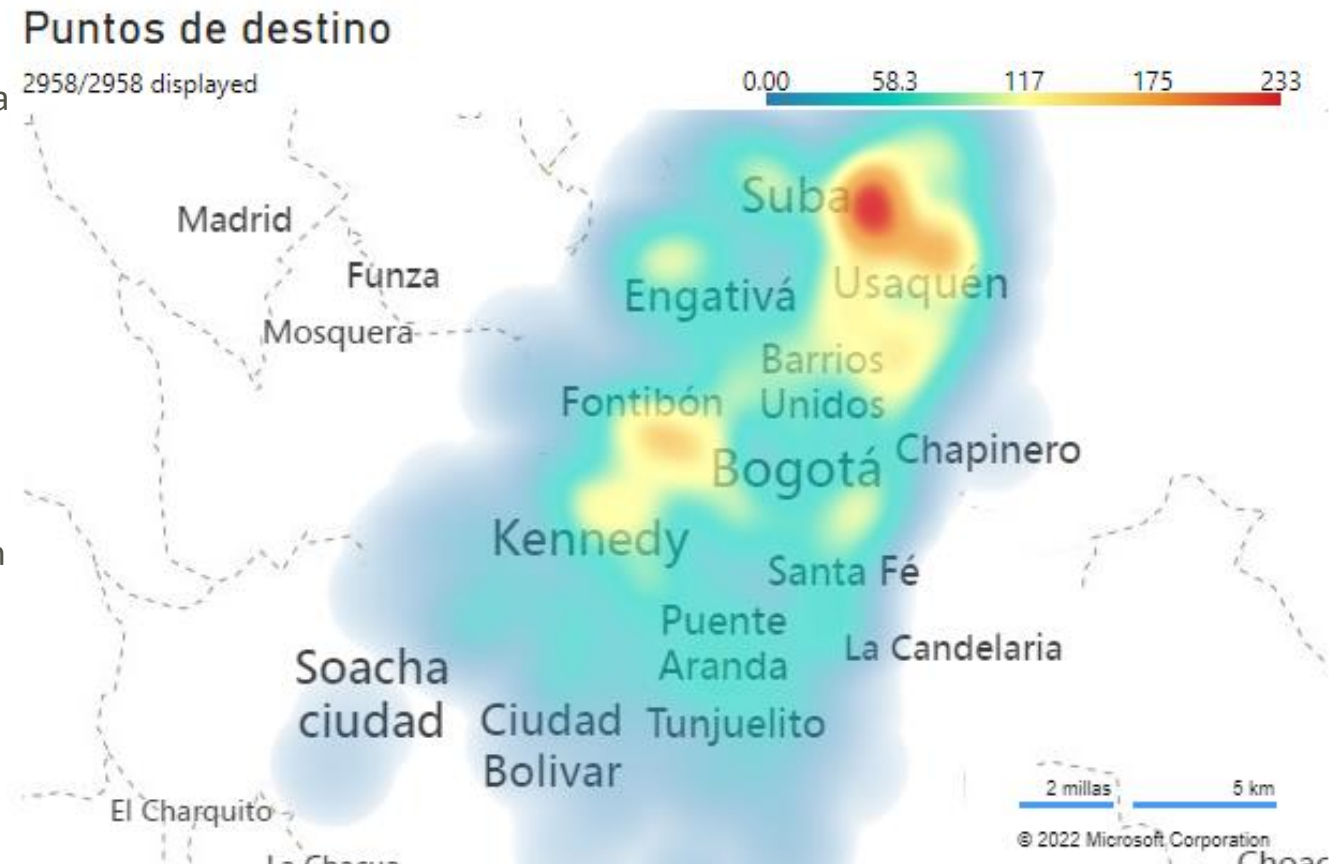 Puntos de destino
2958/2958 displayed
a
0.00 58.3 117 175 233
Suba
Madrid
Funza
Usaquén
Engativá
Mosquera
Barrios
Unidos
Fontibón
Chapinero
Bogotá
Kennedy
n
Santa Fé
Puente
Aranda
La Candelaria
Soacha
ciudad
Ciudad
Bolivar
Tunjuelito
2 millas 5 km
El Charquito
© 2022 Microsoft Corporation